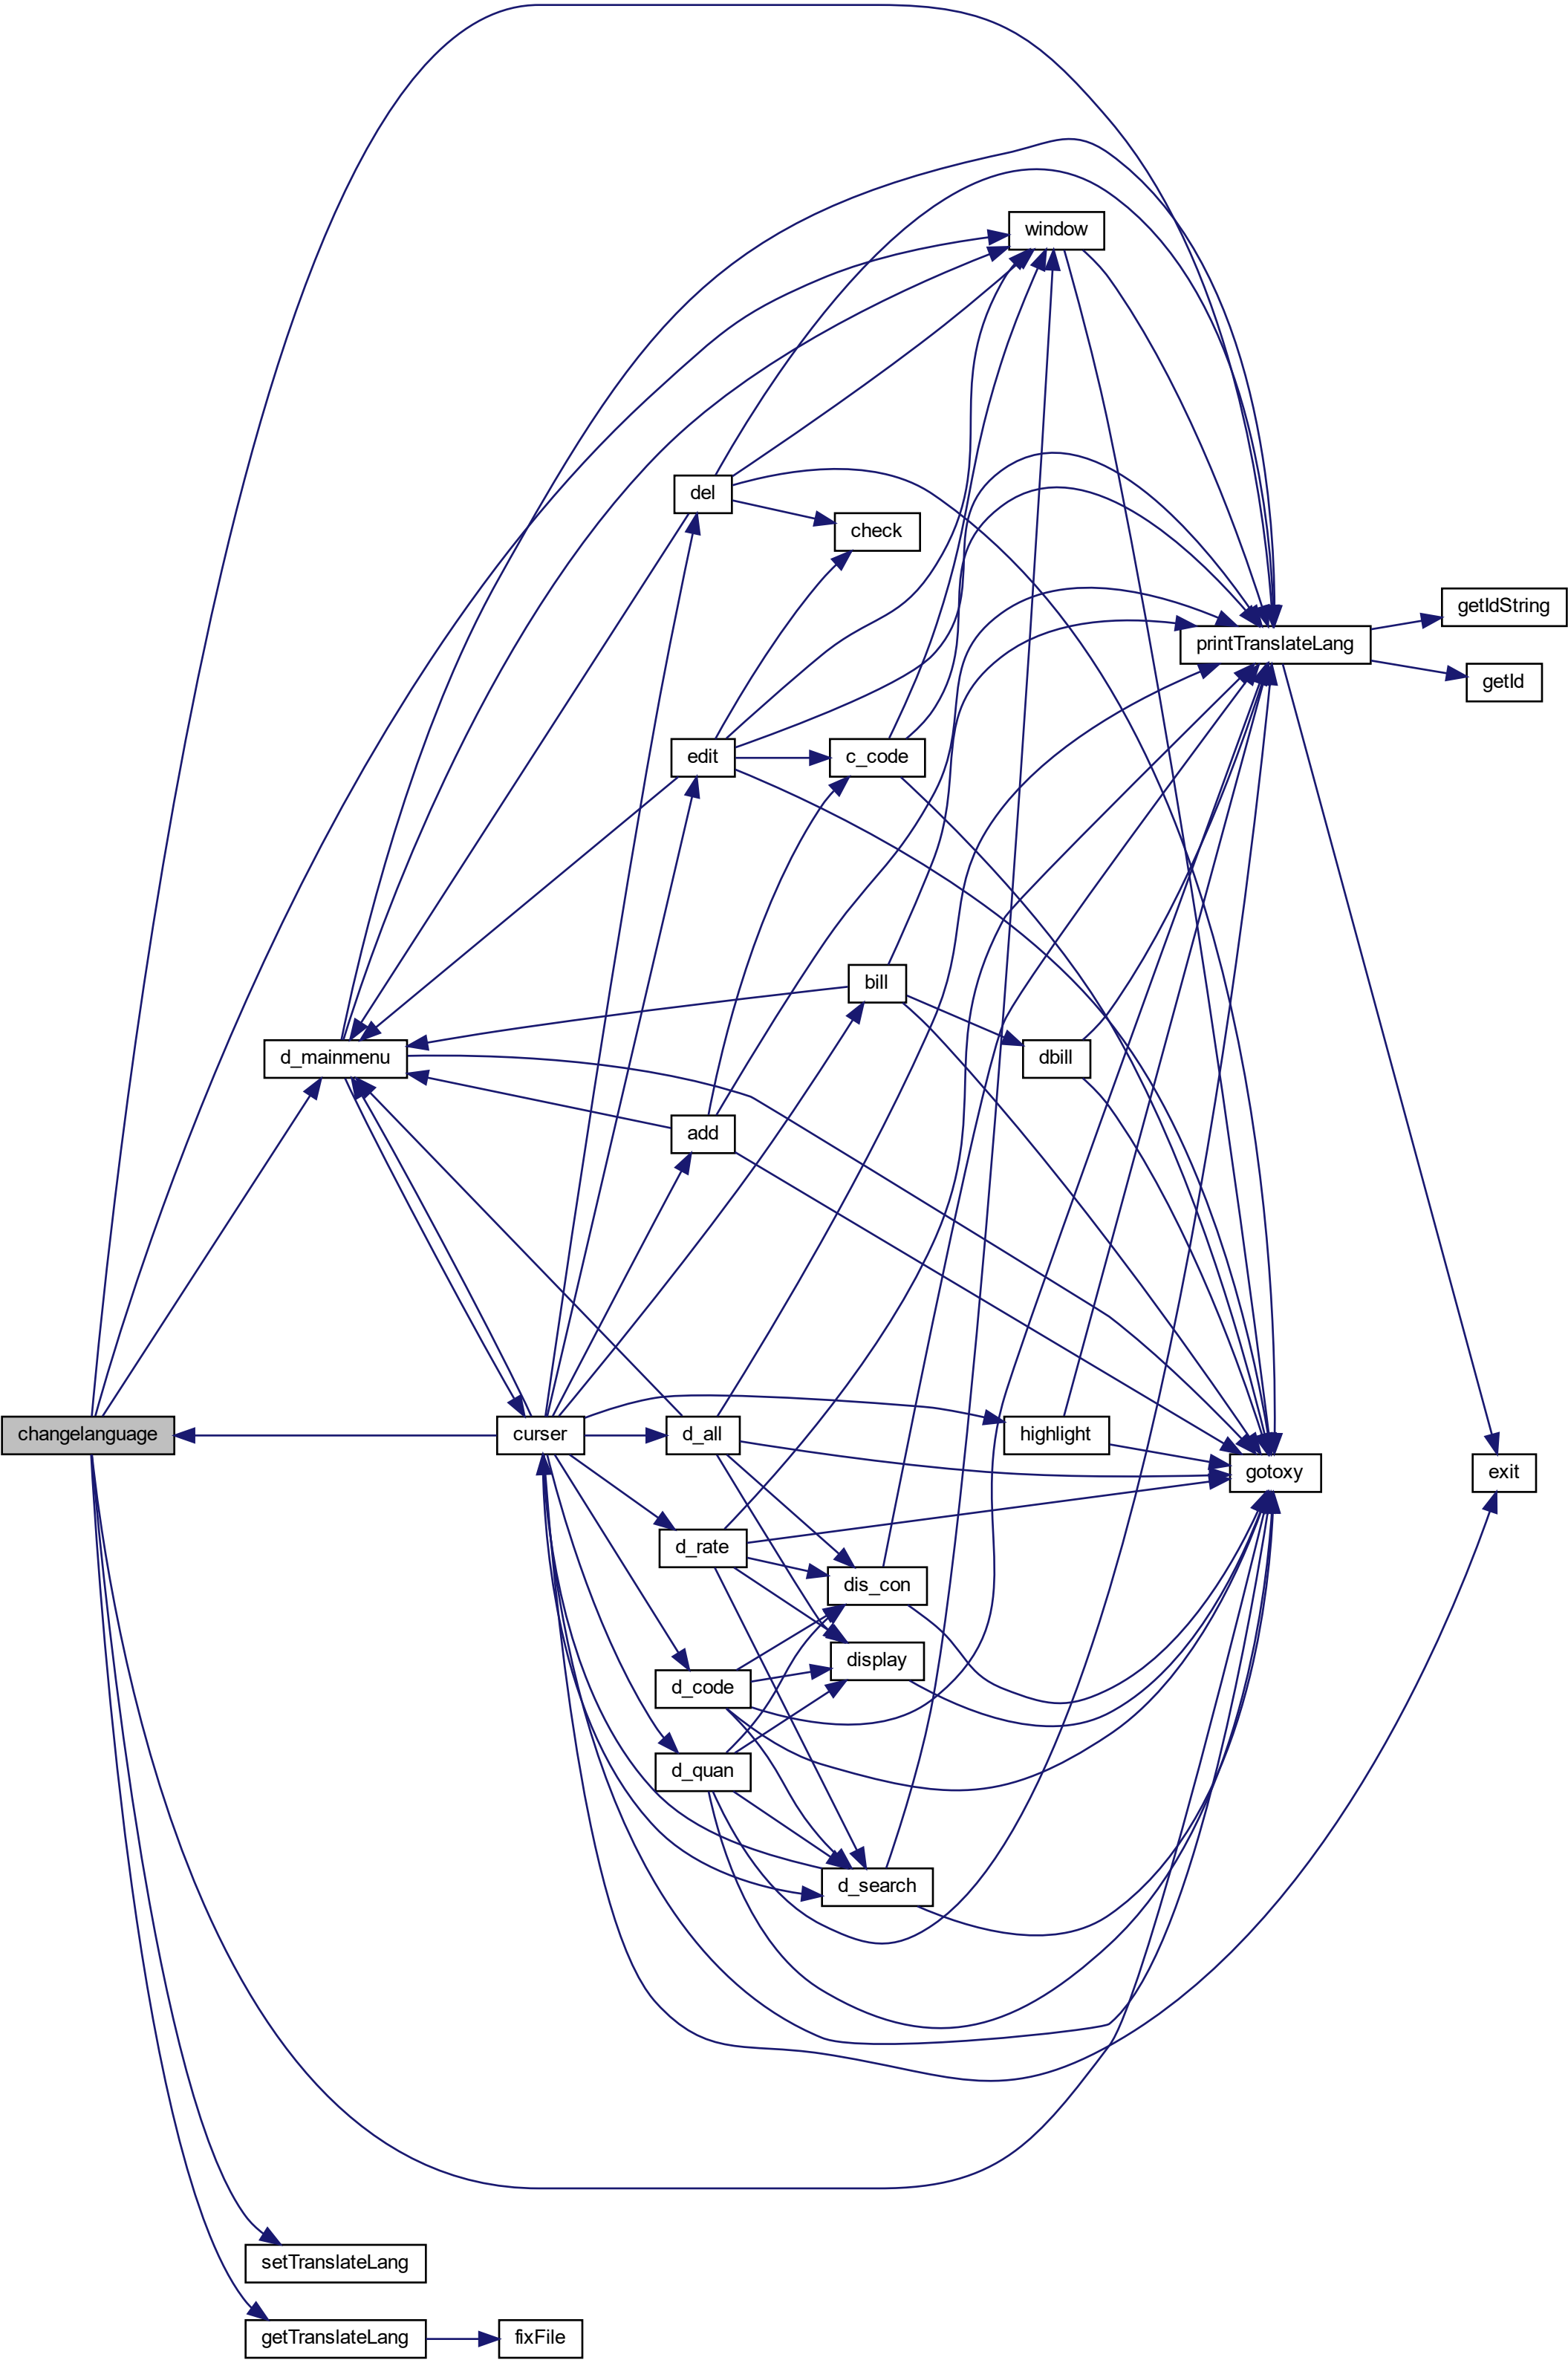 window
del
check
getIdString
printTranslateLang
getId
edit
c_code
bill
d_mainmenu
dbill
add
changelanguage
curser
d_all
highlight
gotoxy
exit
d_rate
dis_con
display
d_code
d_quan
d_search
setTranslateLang
getTranslateLang
fixFile